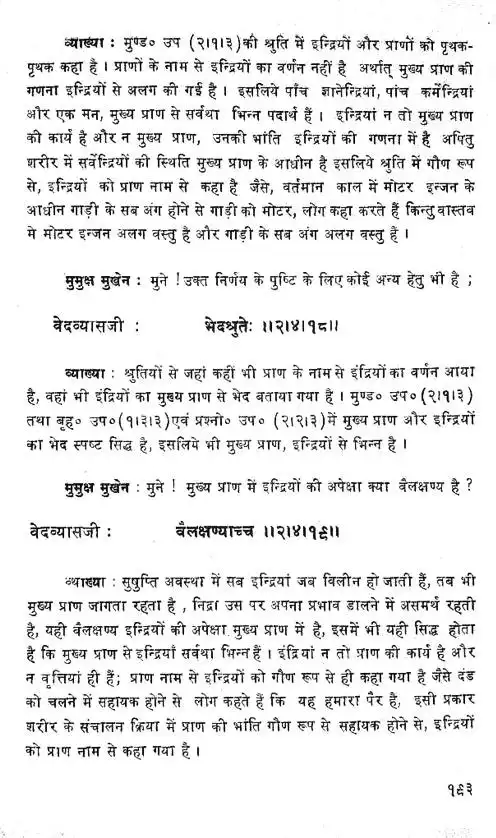 व्याख्या : मुण्ड० उप (२।१।३)की श्रुति में इन्द्रियों और प्राणों को पृथक-
पृथक कहा है । प्राणों के नाम से इन्द्रियों का वर्णन नहीं है अर्थात् मुख्य प्राण की
गणना इन्द्रियों से अलग की गई है । इसलिये पाँच ज्ञानेन्द्रियां, पांच कर्मेन्द्रियां
और एक मन, मुख्य प्राण से सर्वथा भिन्न पदार्थ हैं । इन्द्रियां न तो मुख्य प्राण
की कार्य है और न मुख्य प्राण, उनकी भांति इन्द्रियों की गणना में है अपितु
शरीर में सर्वेन्द्रियों की स्थिति मुख्य प्राण के आधीन है इसलिये श्रुति में गौण रूप
से, इन्द्रियों को प्राण नाम से कहा है जैसे, वर्तमान काल में मोटर इन्जन के
आधीन गाड़ी के सब अंग होने से गाड़ी को मोटर, लोग कहा करते हैं किन्तु वास्तव
मे मोटर इन्जन अलग वस्तु है और गाड़ी के सब अंग अलग वस्तु हैं ।
मुमुक्ष मुखेन : मुने ! उक्त निर्णय के पुष्टि के लिए कोई अन्य हेतु भी है ;
वेदव्यासजी : भेदश्रुतेः ।।२।४।१८।।
व्याख्या : श्रुतियों से जहां कहीं भी प्राण के नाम से इंद्रियों का वर्णन आया
है, वहां भी इंद्रियों का मुख्य प्राण से भेद बताया गया है । मुण्ड० उप०(२।१।३)
तथा बृह० उप०(१।३।३)एवं प्रश्नो० उप० (२।२।३)में मुख्य प्राण और इन्द्रियों
का भेद स्पष्ट सिद्ध है, इसलिये भी मुख्य प्राण, इन्द्रियों से भिन्न है ।
मुमुक्ष मुखेन : मुने ! मुख्य प्राण में इन्द्रियों की अपेक्षा क्या वैलक्षण्य है ?
वेदव्यासजी : वैलक्षण्याच्च ।।२।४।१९।।
व्याख्या : सुषुप्ति अवस्था में सब इन्द्रियां जब विलीन हो जाती हैं, तब भी
मुख्य प्राण जागता रहता है , निद्रा उस पर अपना प्रभाव डालने में असमर्थ रहती
है, यही वैलक्षण्य इन्द्रियों की अपेक्षा मुख्य प्राण में है, इसमें भी यही सिद्ध होता
है कि मुख्य प्राण से इन्द्रियाँ सर्वथा भिन्न हैं । इंद्रियां न तो प्राण की कार्य है और
न वृत्तियां ही हैं; प्राण नाम से इन्द्रियों को गौण रूप से ही कहा गया है जैसे दंड
को चलने में सहायक होने से लोग कहते हैं कि यह हमारा पैर है, इसी प्रकार
शरीर के संचालन क्रिया में प्राण की भांति गौण रूप से सहायक होने से, इन्द्रियों
को प्राण नाम से कहा गया है ।
१९३